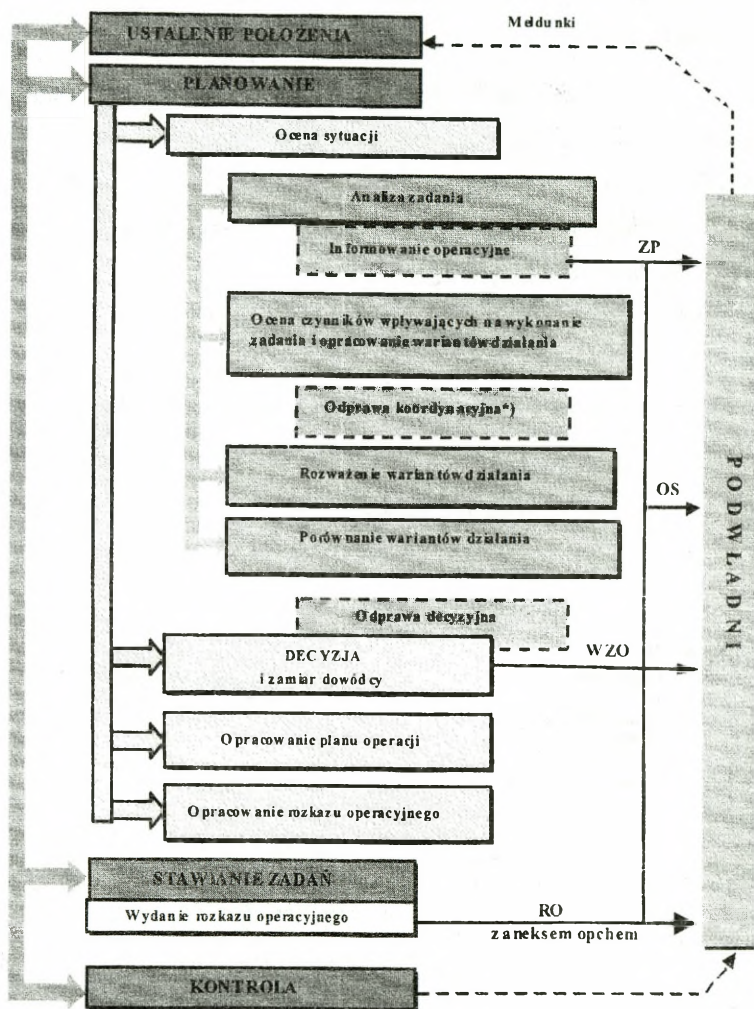 USTALENIE POŁOŻENIA
Meldunki
PLANOWANIE
Ocena sytuacji
Analiza zadania
Informowanie operacyjne
ZP
Ocena czynników wpływających na wykonanie
zadania i opracowanie wariantów działania
Odprawa koordynacyjna*)
Rozważenie wariantów działania
OS
Porównanie wariantów działania
Odprawa decyzyjna
DECYZJA
i zamiar dowódcy
WZO
Opracowanie planu operacji
Opracowanie rozkazu operacyjnego
STAWIANIE ZADAŃ
Wydanie rozkazu operacyjnego
RO
z aneksem opchem
KONTROLA
PODWŁADNI